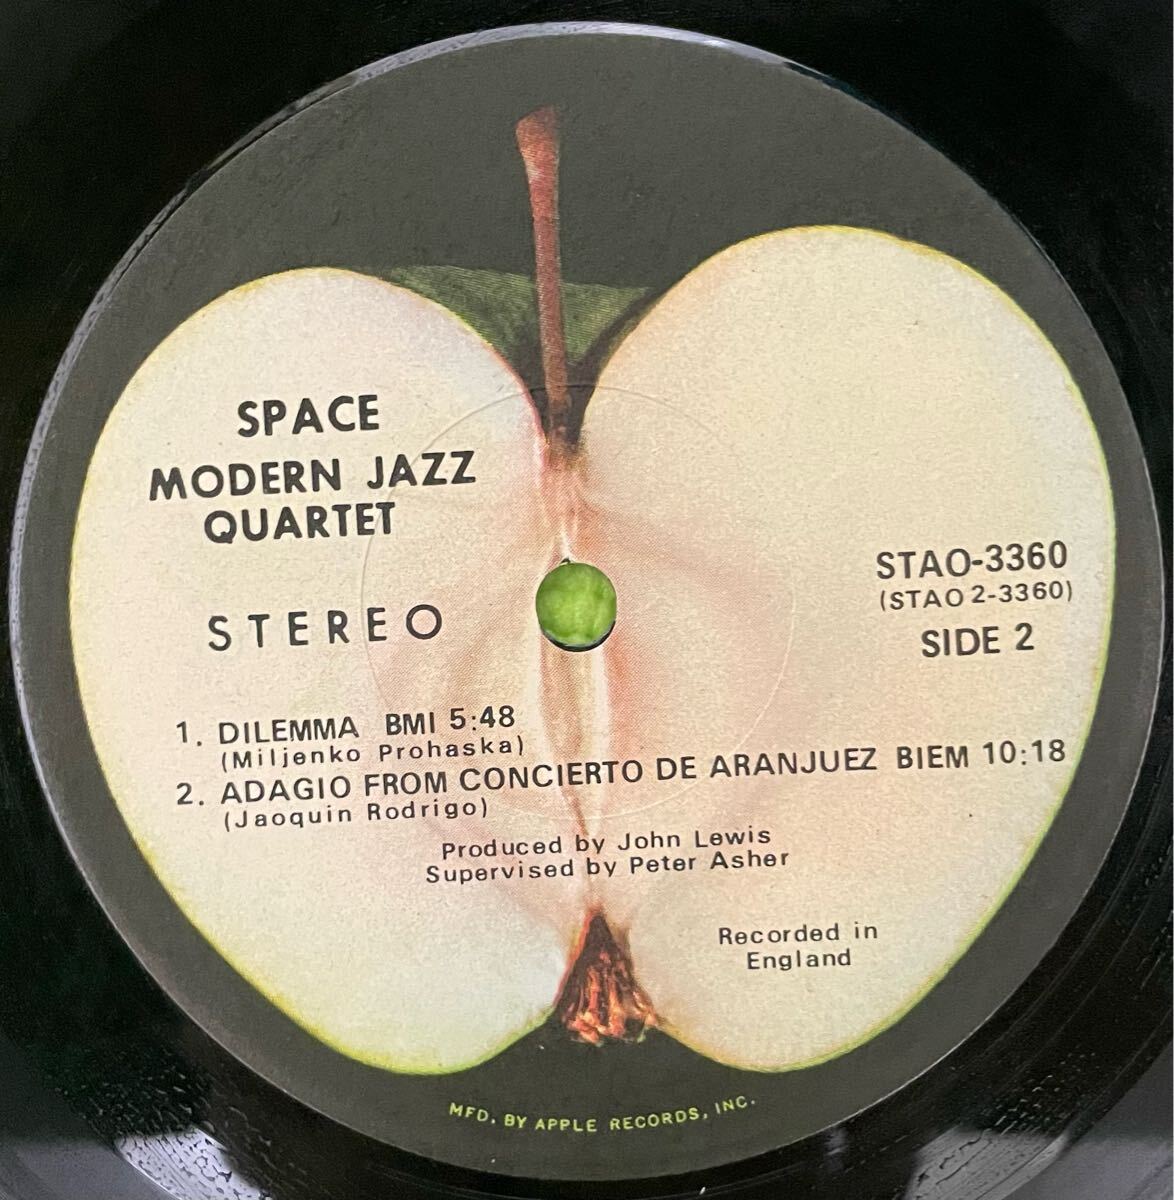 SPACE
MODERN JAZZ
QUARTET
STEREO
STAO-3360
(STAO 2-3360)
SIDE 2
1. DILEMMA BMI 5:48
(Miljenko Prohaska)
2. ADAGIO FROM CONCIERTO DE ARANJUEZ BIEM 10:18
(Jaoquin Rodrigo)
Produced by John Lewis
Supervised by Peter Asher
Recorded in
England
MFD. BY APPLE RECORDS, INC.